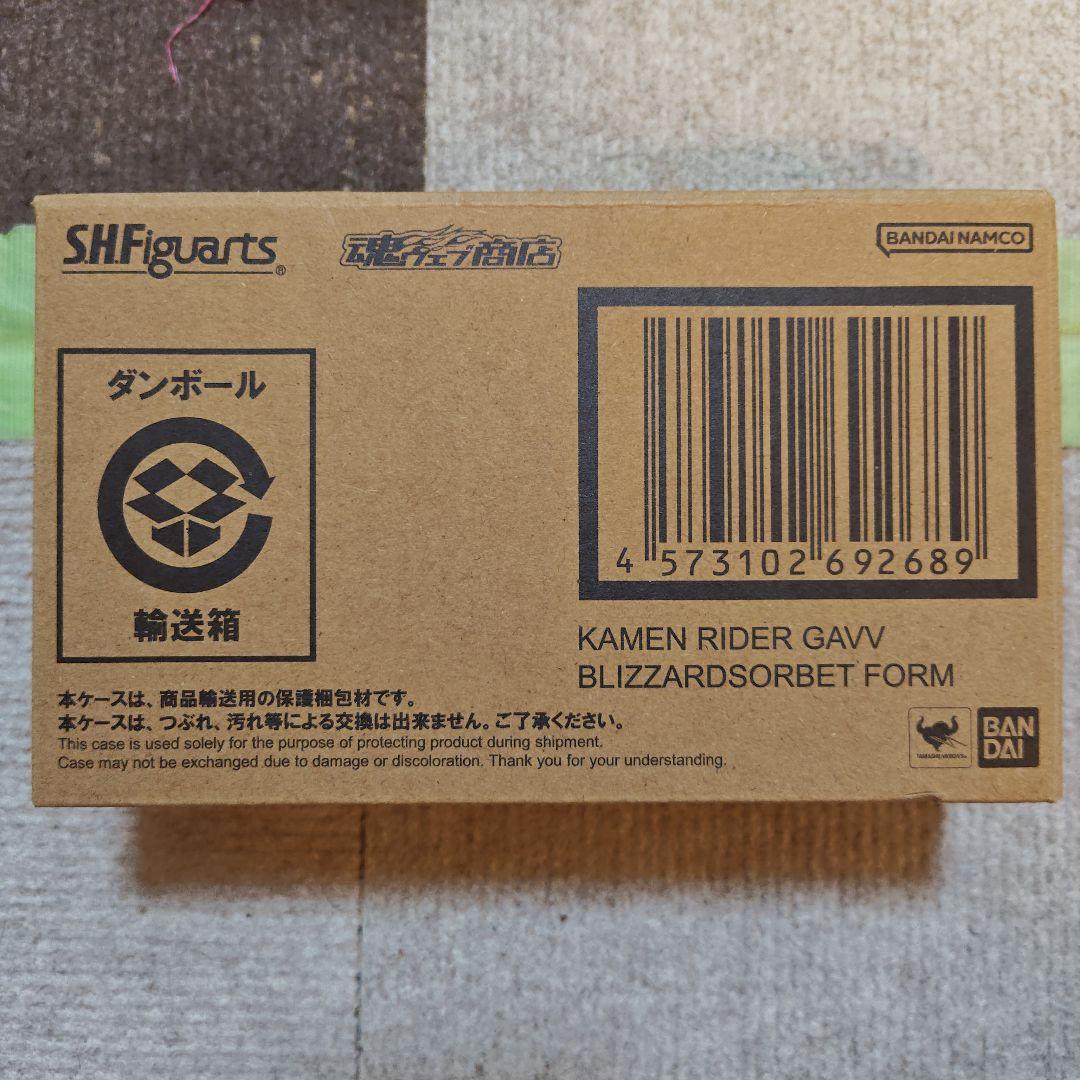 S.H.Figuarts®
魂ウェブ商店
BANDAI NAMCO
ダンボール
輸送箱
4 573102 692689
KAMEN RIDER GAVV
BLIZZARDSORBET FORM
本ケースは、商品輸送用の保護梱包材です。
本ケースは、つぶれ、汚れ等による交換は出来ません。ご了承ください。
This case is used solely for the purpose of protecting product during shipment.
Case may not be exchanged due to damage or discoloration. Thank you for your understanding.
TAMASHII NATIONS
BAN
DAI